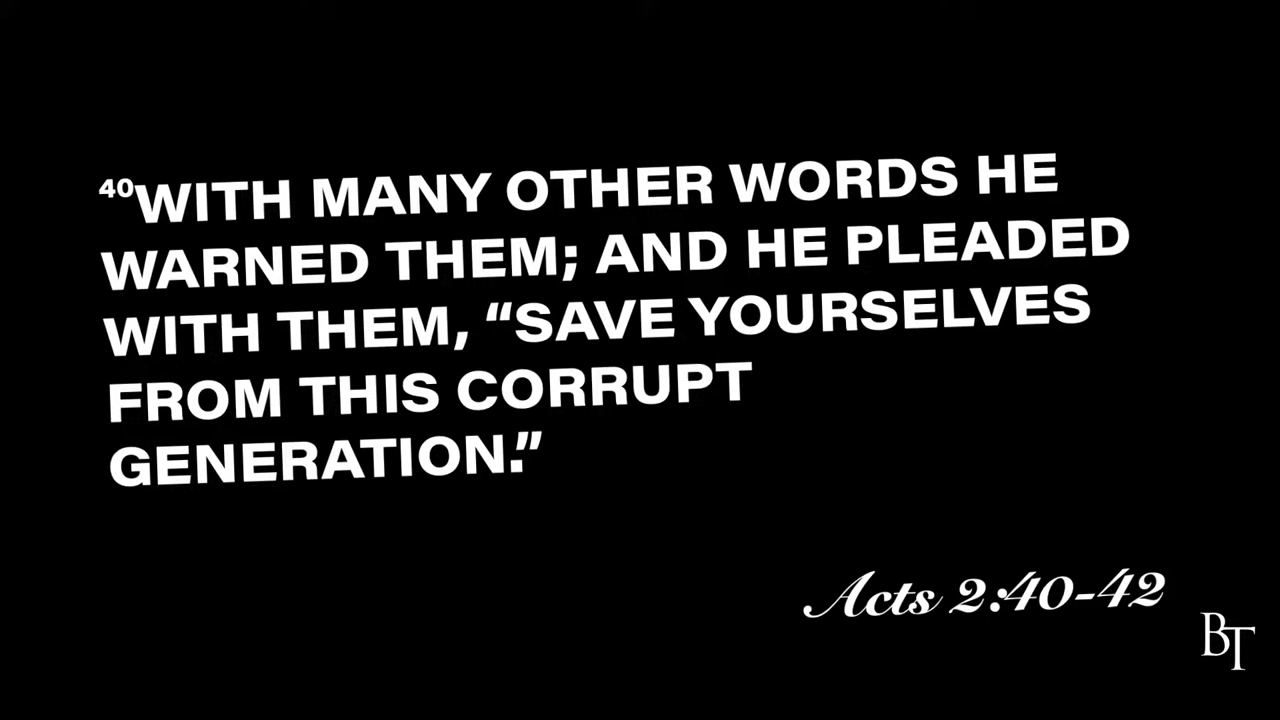 ⁴⁰WITH MANY OTHER WORDS HE
WARNED THEM; AND HE PLEADED
WITH THEM, “SAVE YOURSELVES
FROM THIS CORRUPT
GENERATION.”
Acts 2:40-42
BT